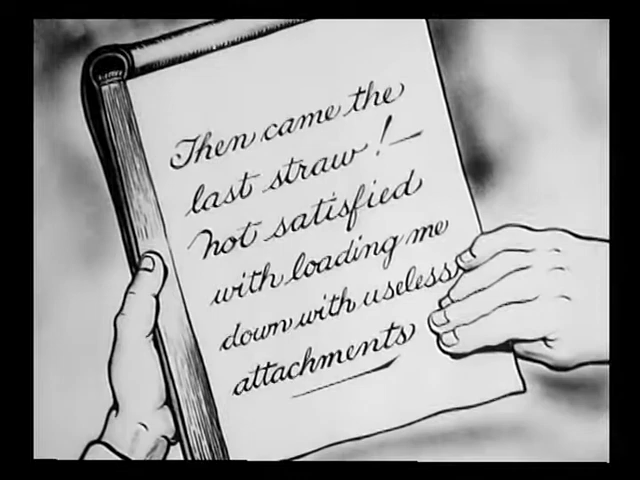 Then came the
last straw! —
not satisfied
with loading me
down with useless
attachments